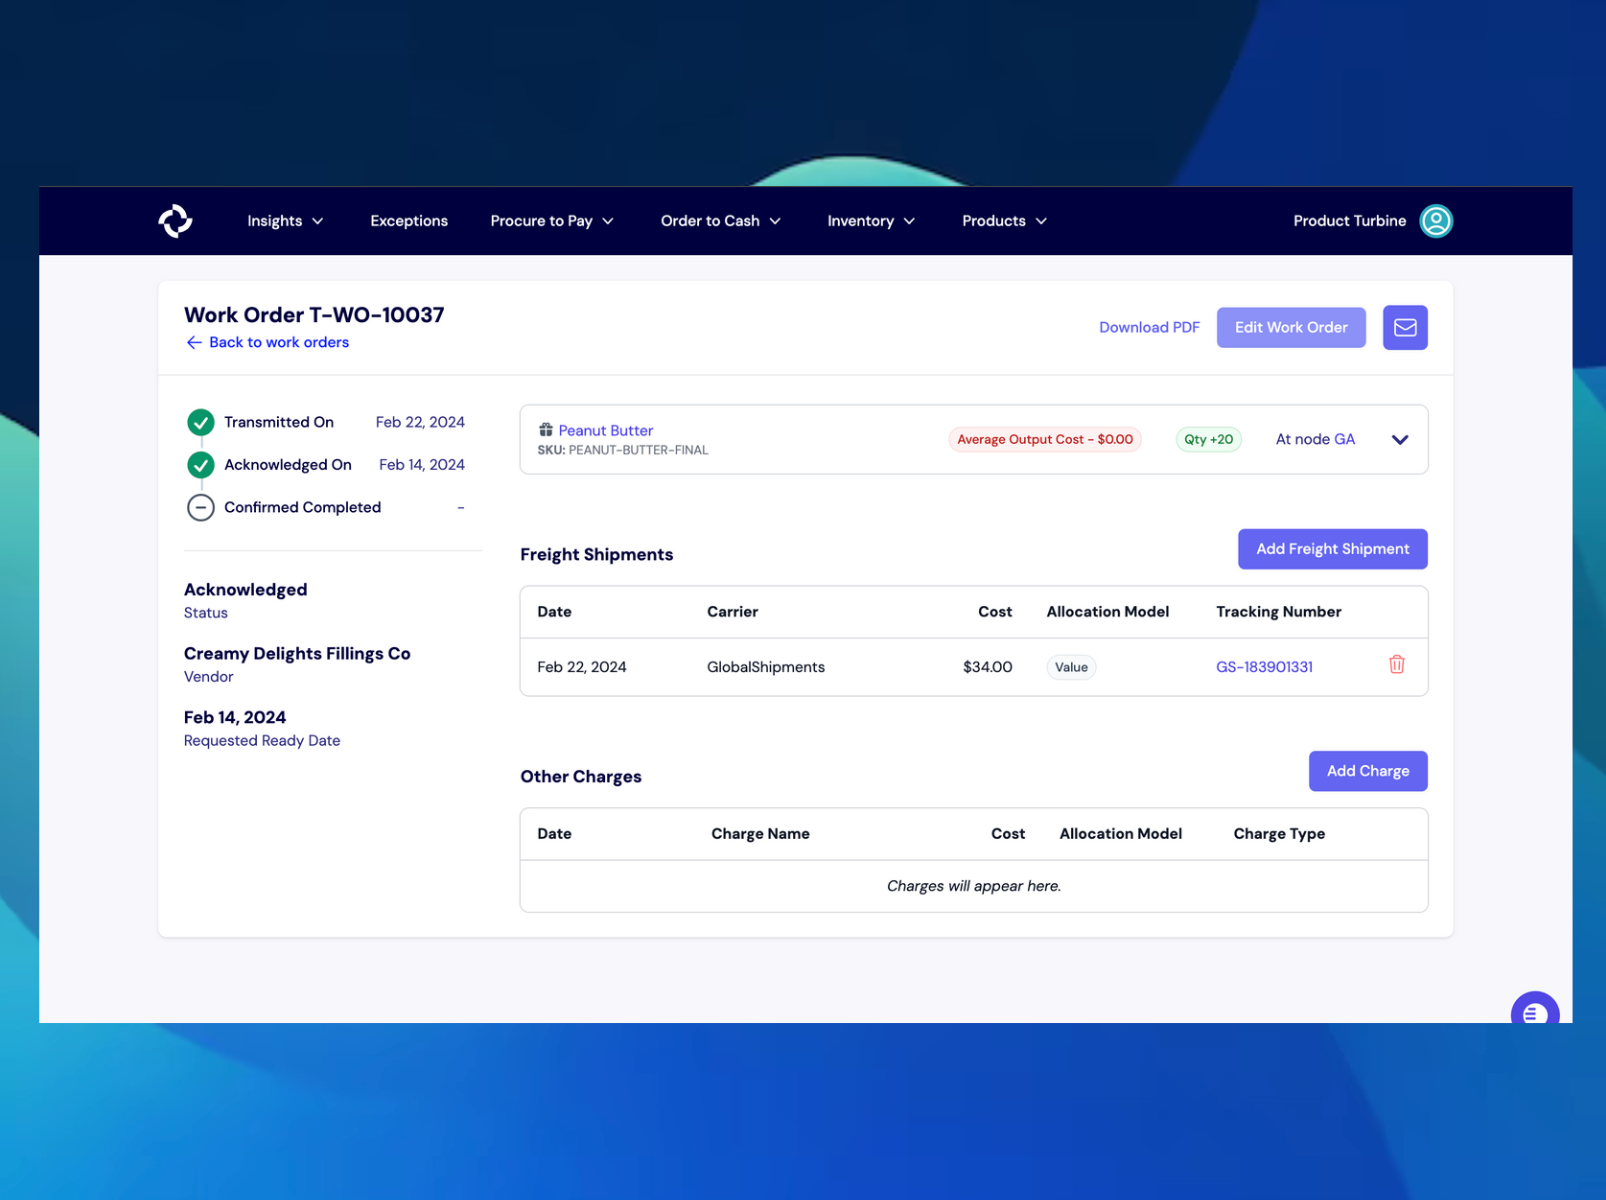 Insights Exceptions Procure to Pay Order to Cash Inventory Products Product Turbine
Work Order T-WO-10037
Back to work orders
Download PDF Edit Work Order
Transmitted On Feb 22, 2024
Acknowledged On Feb 14, 2024
Confirmed Completed -
Acknowledged
Status
Creamy Delights Fillings Co
Vendor
Feb 14, 2024
Requested Ready Date
Peanut Butter
SKU: PEANUT-BUTTER-FINAL
Average Output Cost - $0.00 Qty +20 At node GA
Freight Shipments
Add Freight Shipment
Date Carrier Cost Allocation Model Tracking Number
Feb 22, 2024 GlobalShipments $34.00 Value GS-183901331
Other Charges
Add Charge
Date Charge Name Cost Allocation Model Charge Type
Charges will appear here.